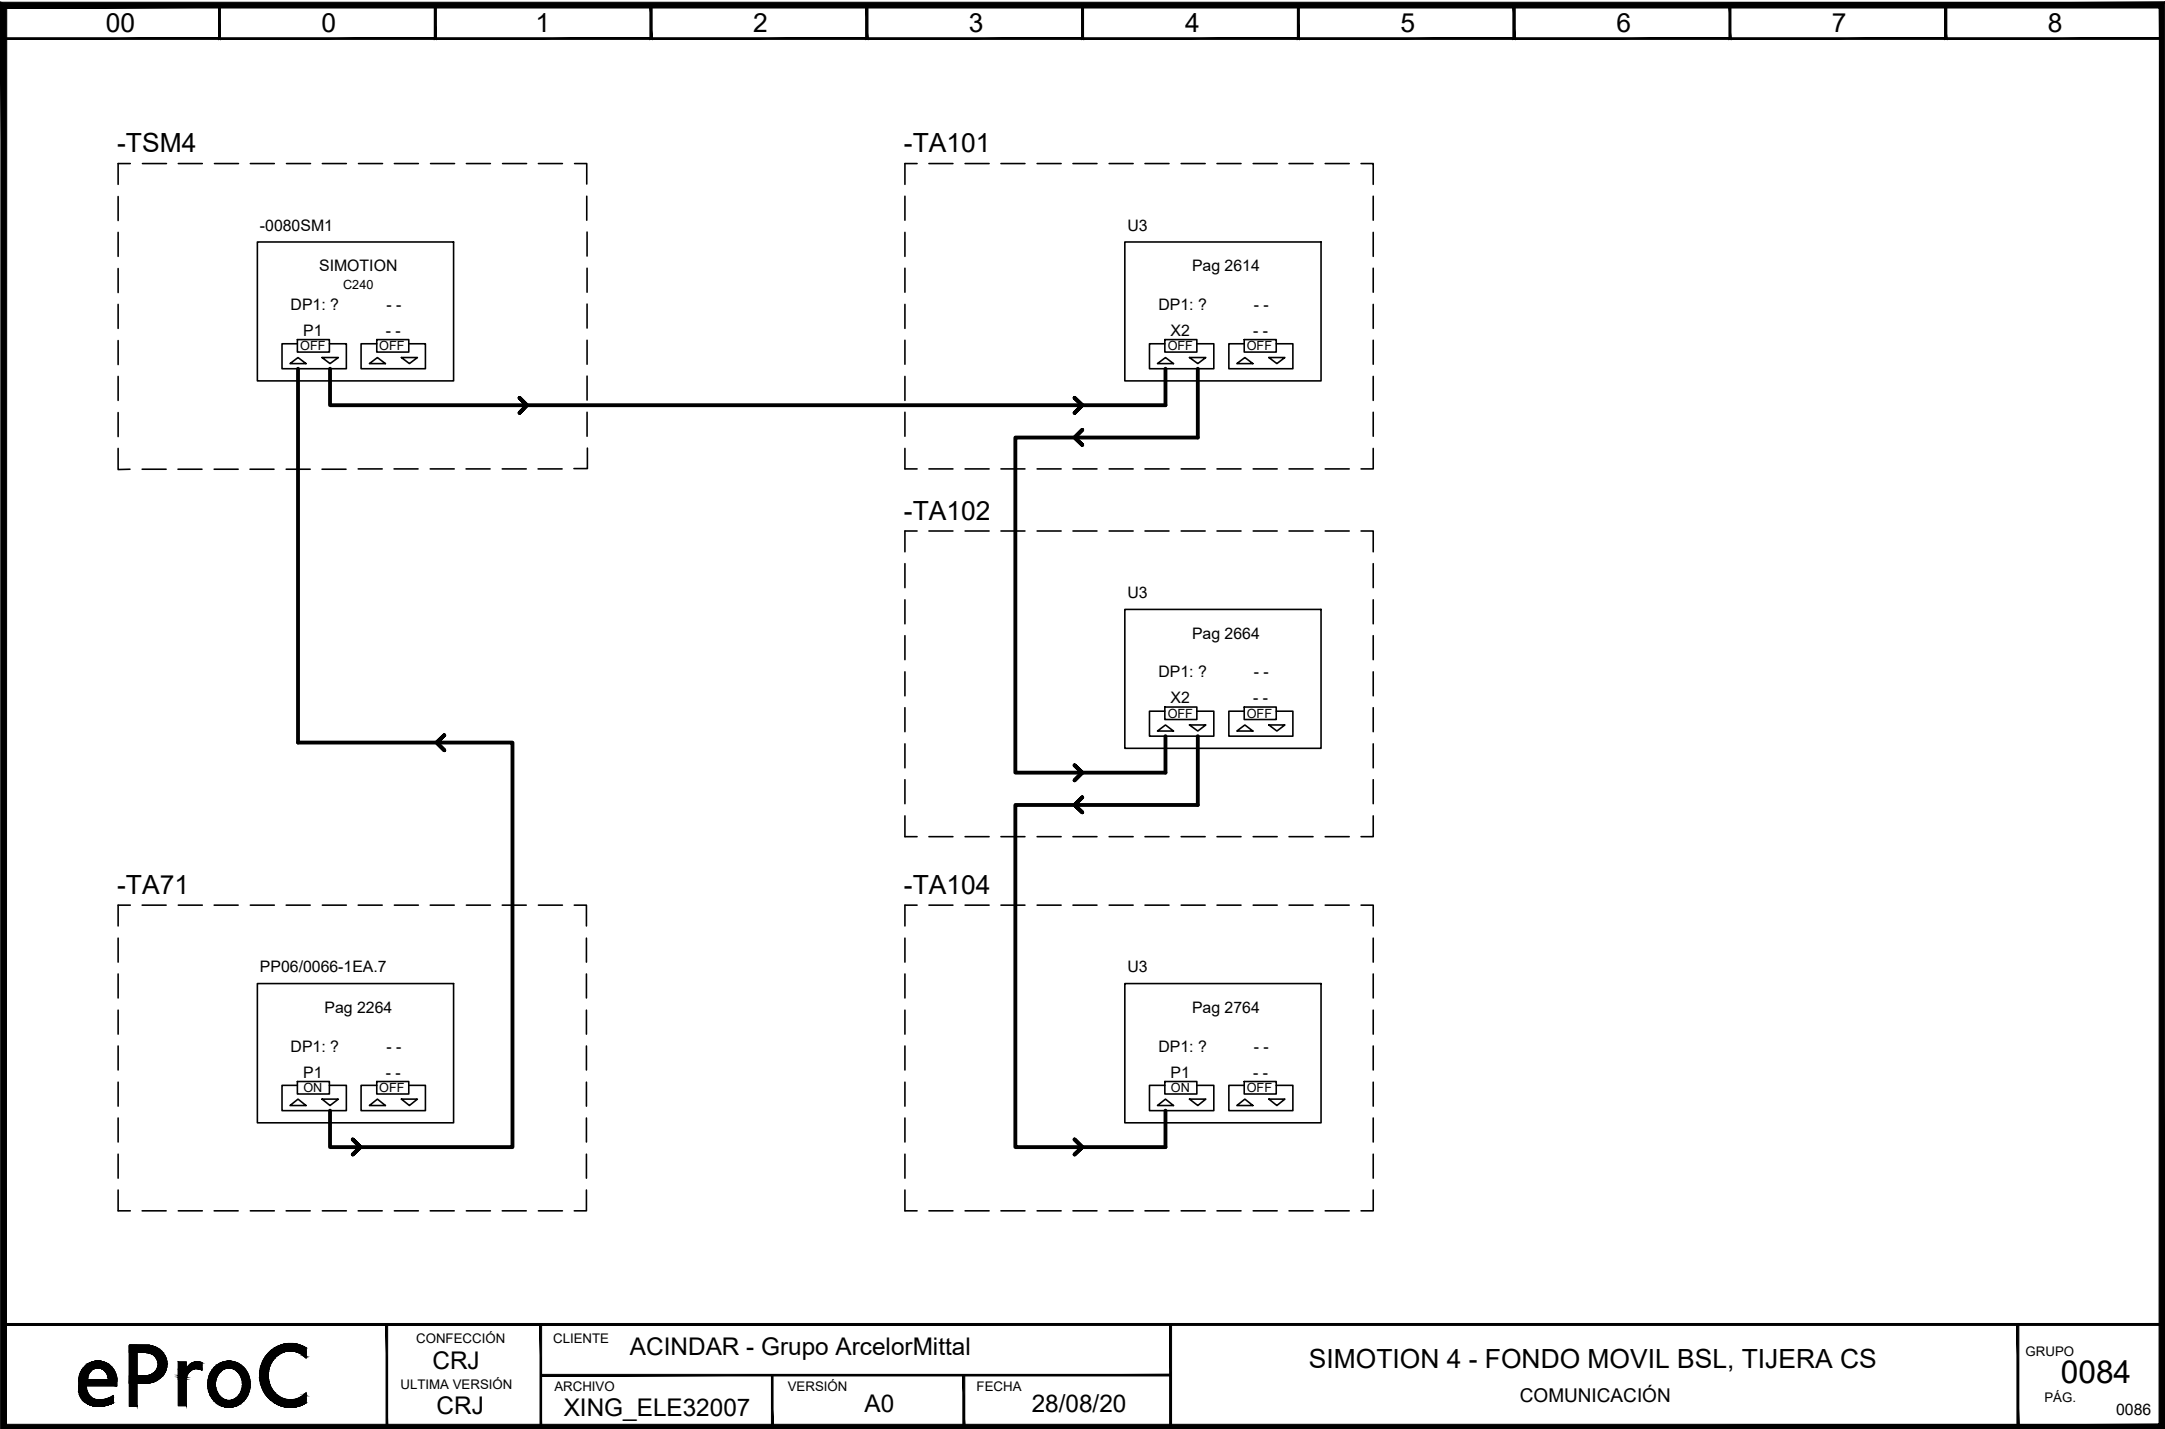 00 0 1 2 3 4 5 6 7 8
-TSM4
-0080SM1
SIMOTION
C240
DP1: ? - -
P1 - -
OFF OFF
-TA101
U3
Pag 2614
DP1: ? - -
X2 - -
OFF OFF
-TA102
U3
Pag 2664
DP1: ? - -
X2 - -
OFF OFF
-TA71
PP06/0066-1EA.7
Pag 2264
DP1: ? - -
P1 - -
ON OFF
-TA104
U3
Pag 2764
DP1: ? - -
P1 - -
ON OFF
eProC
CONFECCIÓN
CRJ
ULTIMA VERSIÓN
CRJ
CLIENTE ACINDAR - Grupo ArcelorMittal
ARCHIVO
XING_ELE32007
VERSIÓN
A0
FECHA
28/08/20
SIMOTION 4 - FONDO MOVIL BSL, TIJERA CS
COMUNICACIÓN
GRUPO
0084
PÁG.
0086